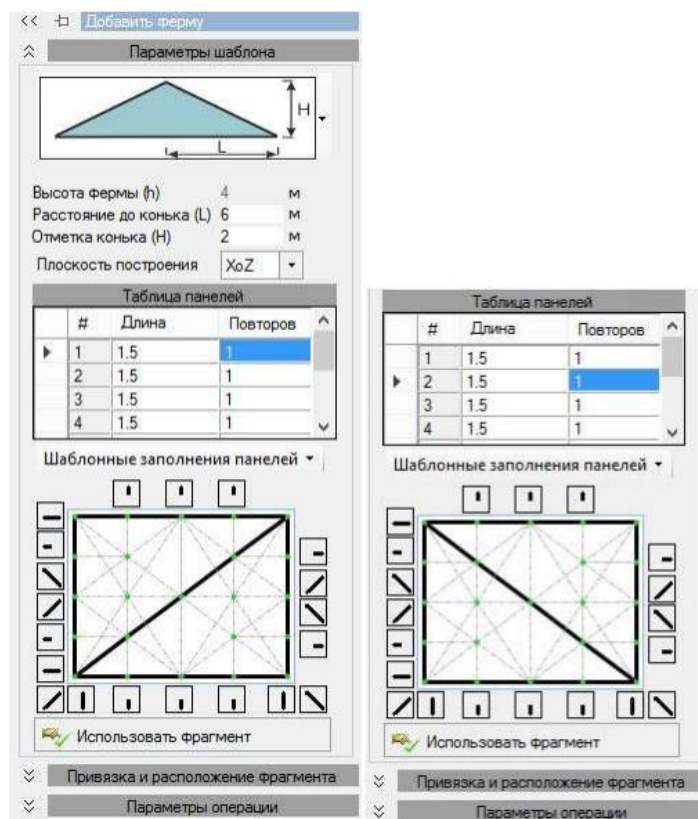 << Добавить ферму
Параметры шаблона
H
L
Высота фермы (h) 4 м
Расстояние до конька (L) 6 м
Отметка конька (H) 2 м
Плоскость построения XoZ
Таблица панелей
# Длина Повторов
1 1.5 1
2 1.5 1
3 1.5 1
4 1.5 1
Шаблонные заполнения панелей
Использовать фрагмент
Привязка и расположение фрагмента
Параметры операции
Таблица панелей
# Длина Повторов
1 1.5 1
2 1.5 1
3 1.5 1
4 1.5 1
Шаблонные заполнения панелей
Использовать фрагмент
Привязка и расположение фрагмента
Параметры операции